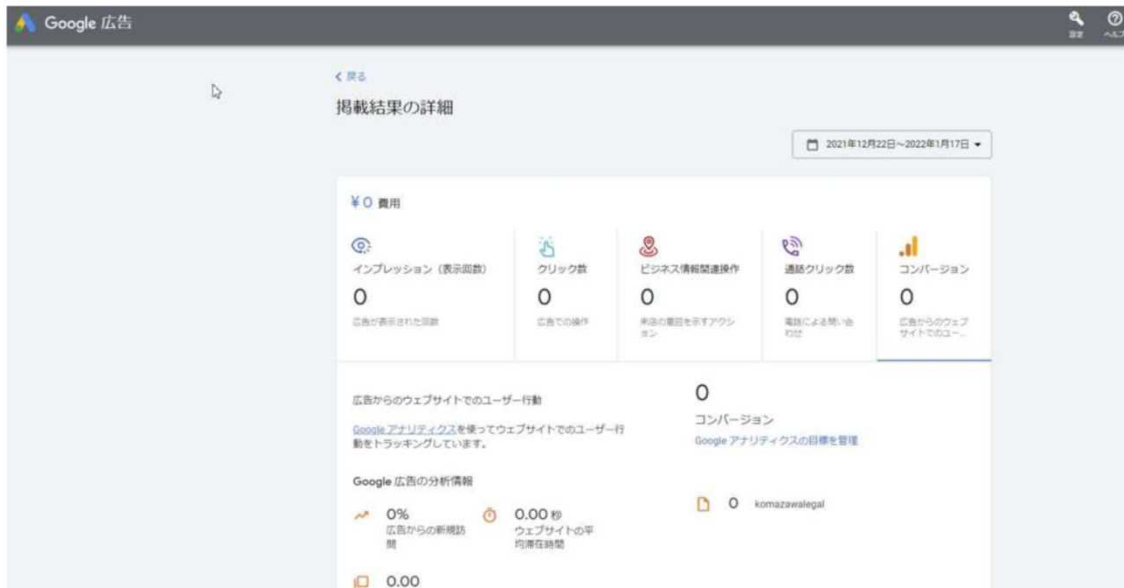 Google 広告
設定
ヘルプ
戻る
掲載結果の詳細
2021年12月22日～2022年1月17日
¥0 費用
インプレッション（表示回数）
0
広告が表示された回数
クリック数
0
広告での操作
ビジネス情報関連操作
0
来店の意図を示すアクシ
ョン
通話クリック数
0
電話による問い合
わせ
コンバージョン
0
広告からのウェブ
サイトでのユー...
広告からのウェブサイトでのユーザー行動
Google アナリティクスを使ってウェブサイトでのユーザー行
動をトラッキングしています。
0
コンバージョン
Google アナリティクスの目標を管理
Google 広告の分析情報
0%
広告からの新規訪
問
0.00 秒
ウェブサイトの平
均滞在時間
0 komazawalegal
0.00